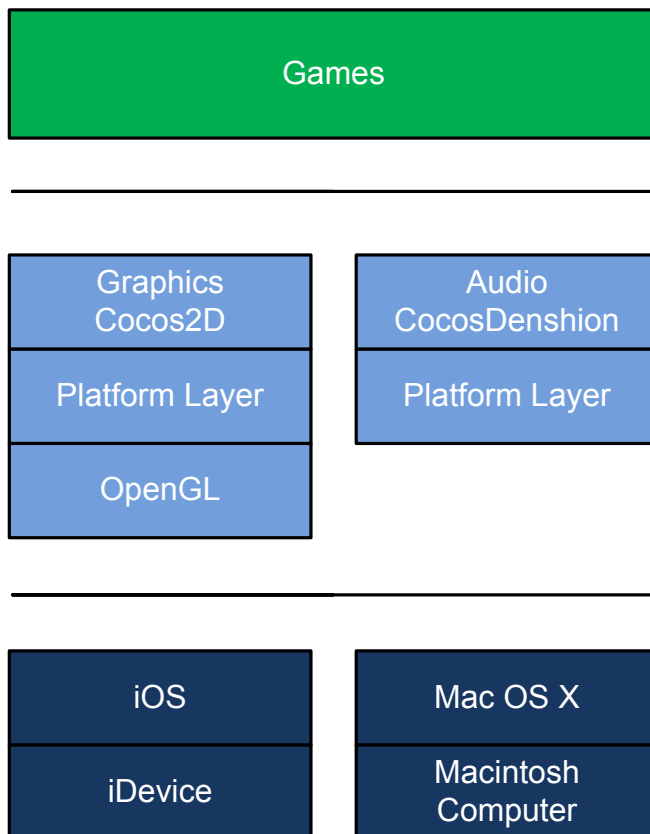 Games
Graphics
Cocos2D
Audio
CocosDenshion
Platform Layer
Platform Layer
OpenGL
iOS
Mac OS X
iDevice
Macintosh
Computer